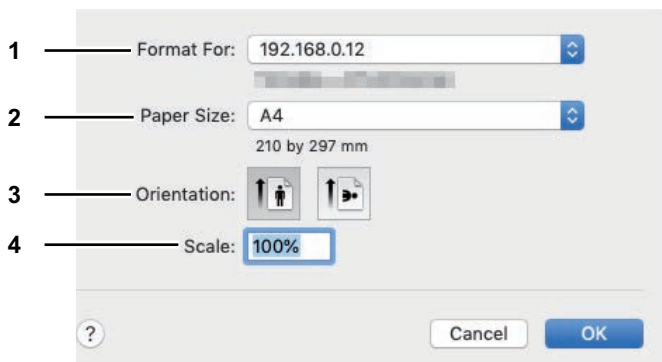 1 Format For: 192.168.0.12
2 Paper Size: A4
210 by 297 mm
3 Orientation:
4 Scale: 100%
? Cancel OK